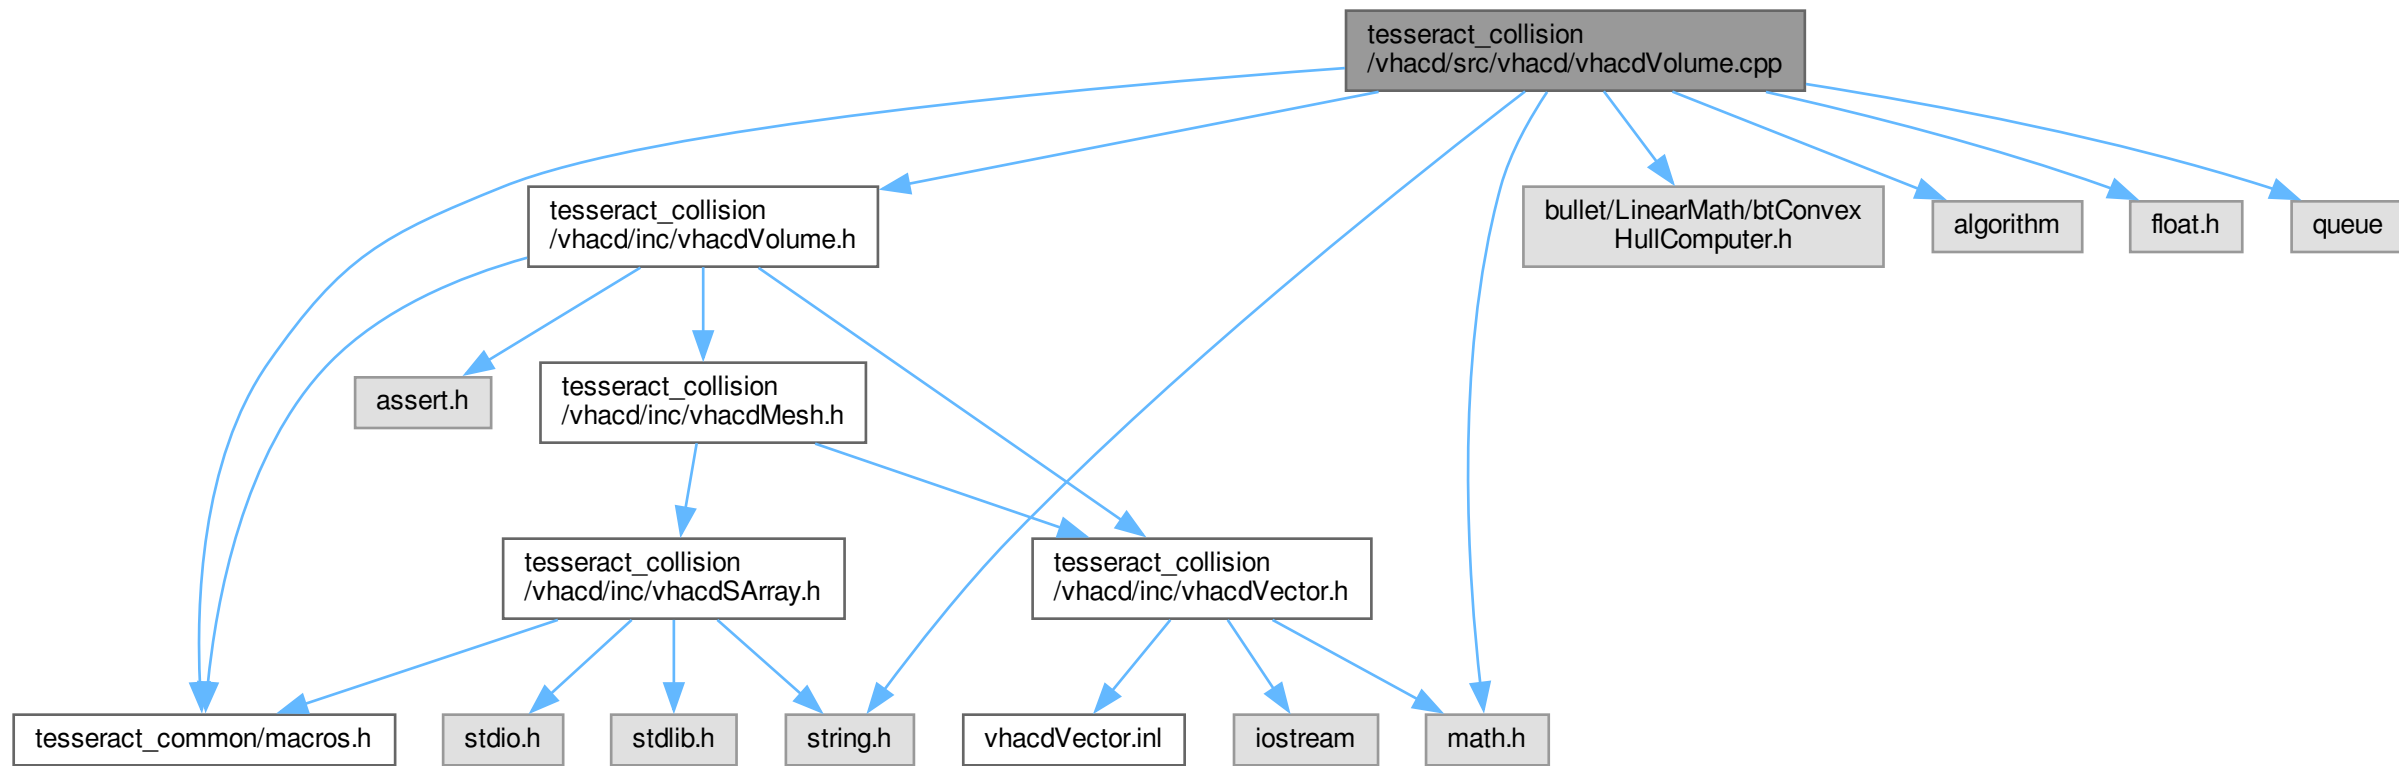 tesseract_collision
/vhacd/src/vhacd/vhacdVolume.cpp
tesseract_collision
/vhacd/inc/vhacdVolume.h
bullet/LinearMath/btConvex
HullComputer.h
algorithm
float.h
queue
assert.h
tesseract_collision
/vhacd/inc/vhacdMesh.h
tesseract_collision
/vhacd/inc/vhacdSArray.h
tesseract_collision
/vhacd/inc/vhacdVector.h
tesseract_common/macros.h
stdio.h
stdlib.h
string.h
vhacdVector.inl
iostream
math.h